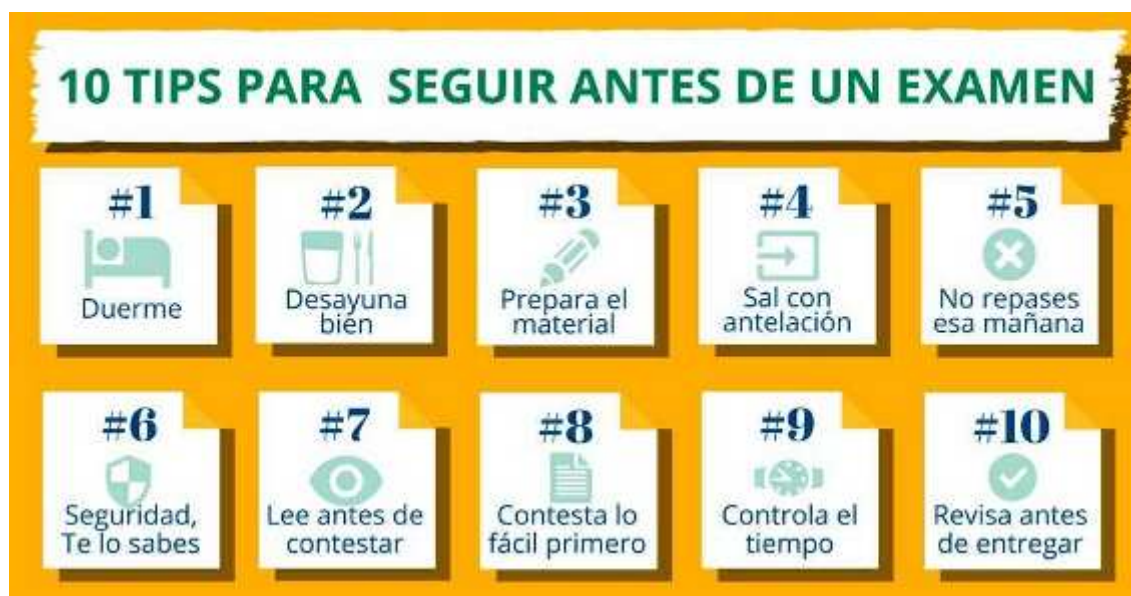 10 TIPS PARA SEGUIR ANTES DE UN EXAMEN
#1
Duerme
#2
Desayuna
bien
#3
Prepara el
material
#4
Sal con
antelación
#5
No repases
esa mañana
#6
Seguridad,
Te lo sabes
#7
Lee antes de
contestar
#8
Contesta lo
fácil primero
#9
Controla el
tiempo
#10
Revisa antes
de entregar